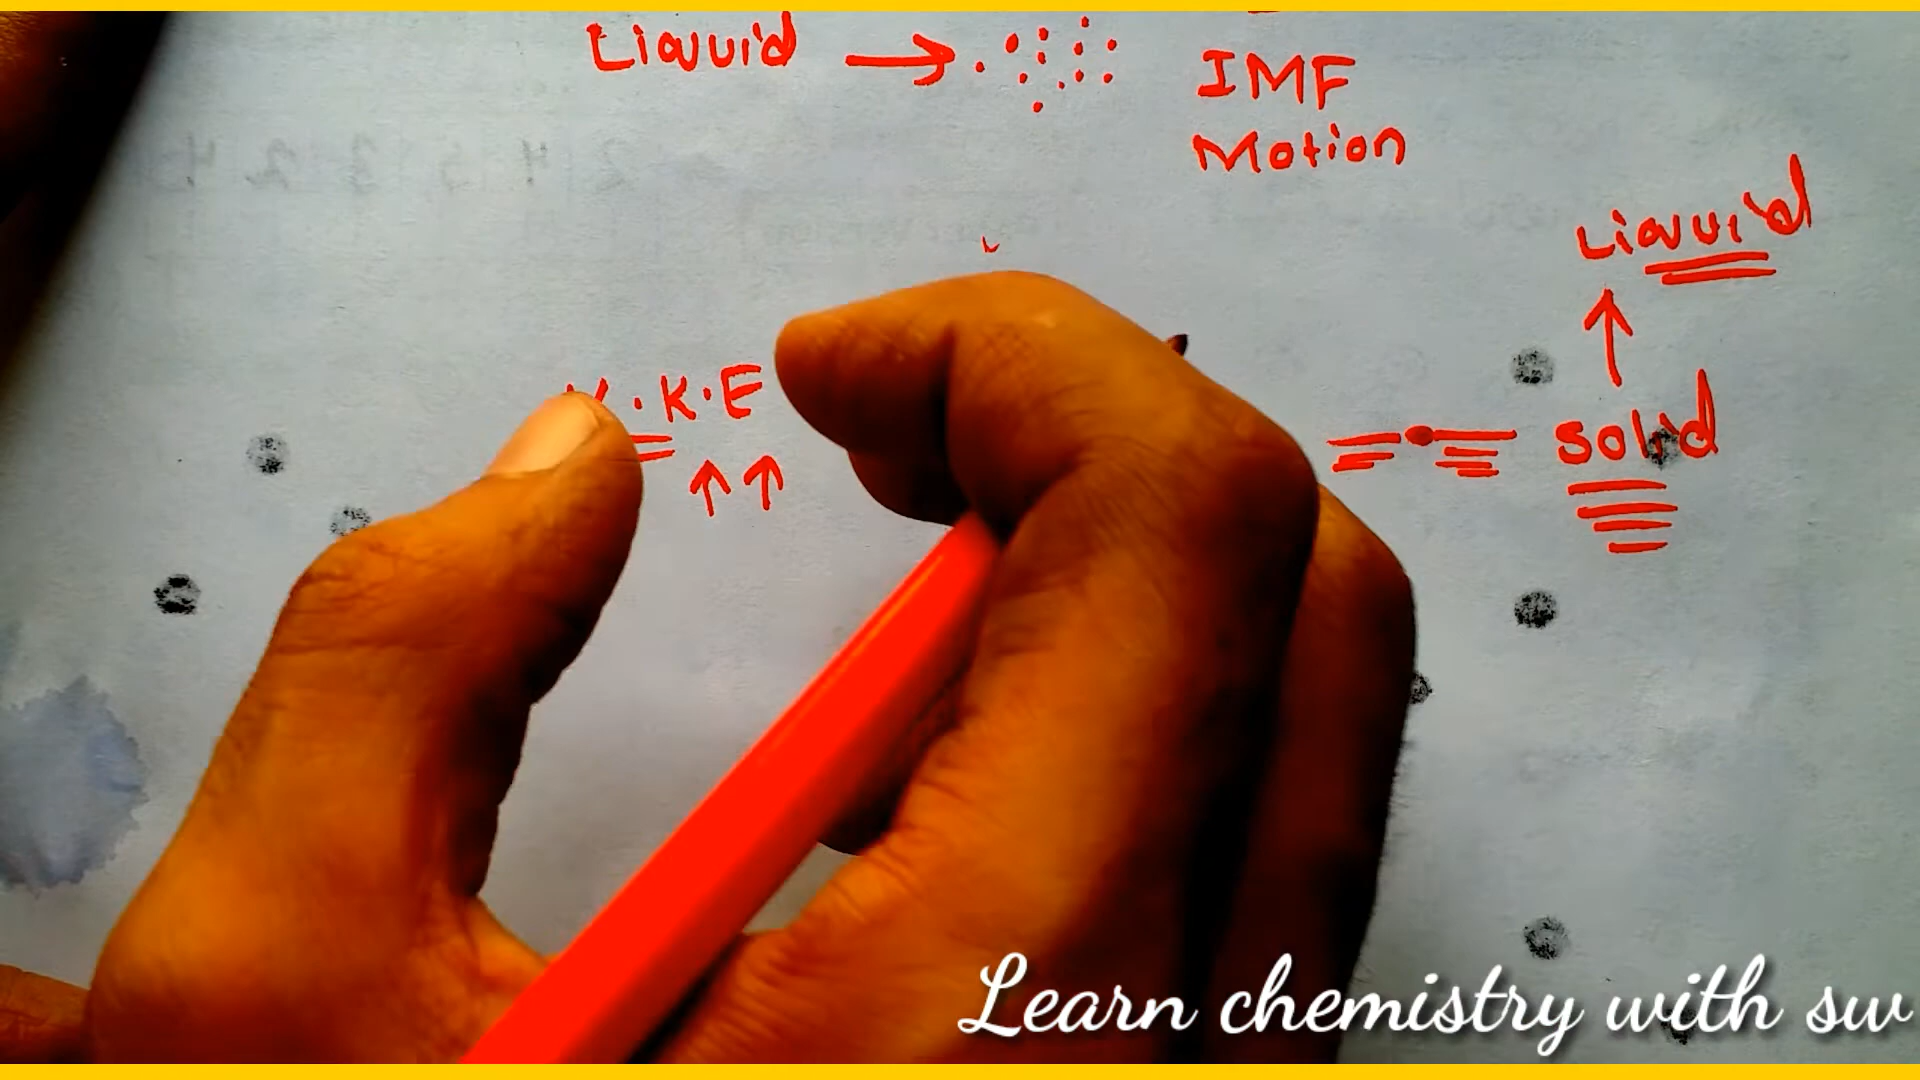 Liquid → IMF
Motion
Liquid
↑
K.E
↑↑
Solid
Learn chemistry with sw